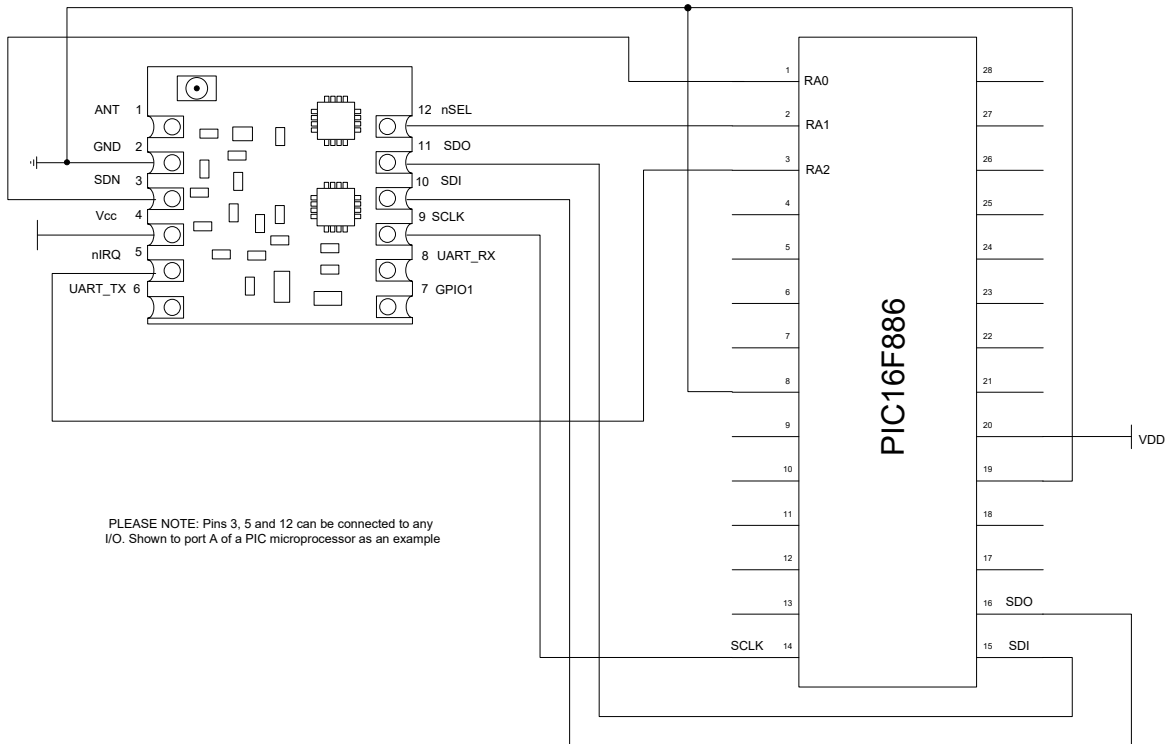 ANT 1
GND 2
SDN 3
Vcc 4
nIRQ 5
UART_TX 6
12 nSEL
11 SDO
10 SDI
9 SCLK
8 UART_RX
7 GPIO1
PLEASE NOTE: Pins 3, 5 and 12 can be connected to any
I/O. Shown to port A of a PIC microprocessor as an example
1 RA0
2 RA1
3 RA2
4
5
6
7
8
9
10
11
12
13
SCLK 14
PIC16F886
28
27
26
25
24
23
22
21
20 VDD
19
18
17
16 SDO
15 SDI